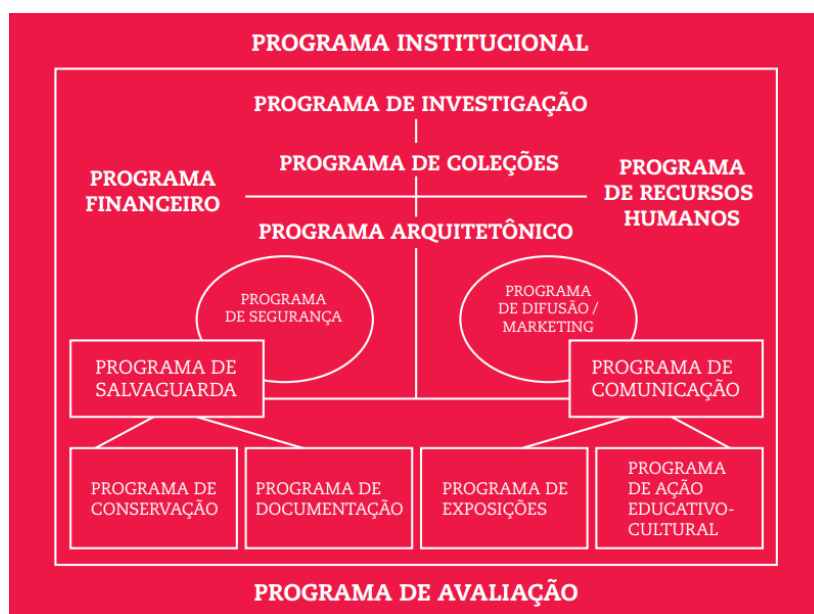 PROGRAMA INSTITUCIONAL
PROGRAMA DE INVESTIGAÇÃO
PROGRAMA DE COLEÇÕES
PROGRAMA
FINANCEIRO
PROGRAMA
DE RECURSOS
HUMANOS
PROGRAMA ARQUITETÔNICO
PROGRAMA
DE SEGURANÇA
PROGRAMA
DE DIFUSÃO /
MARKETING
PROGRAMA DE
SALVAGUARDA
PROGRAMA DE
COMUNICAÇÃO
PROGRAMA DE
CONSERVAÇÃO
PROGRAMA DE
DOCUMENTAÇÃO
PROGRAMA DE
EXPOSIÇÕES
PROGRAMA
DE AÇÃO
EDUCATIVO-
CULTURAL
PROGRAMA DE AVALIAÇÃO